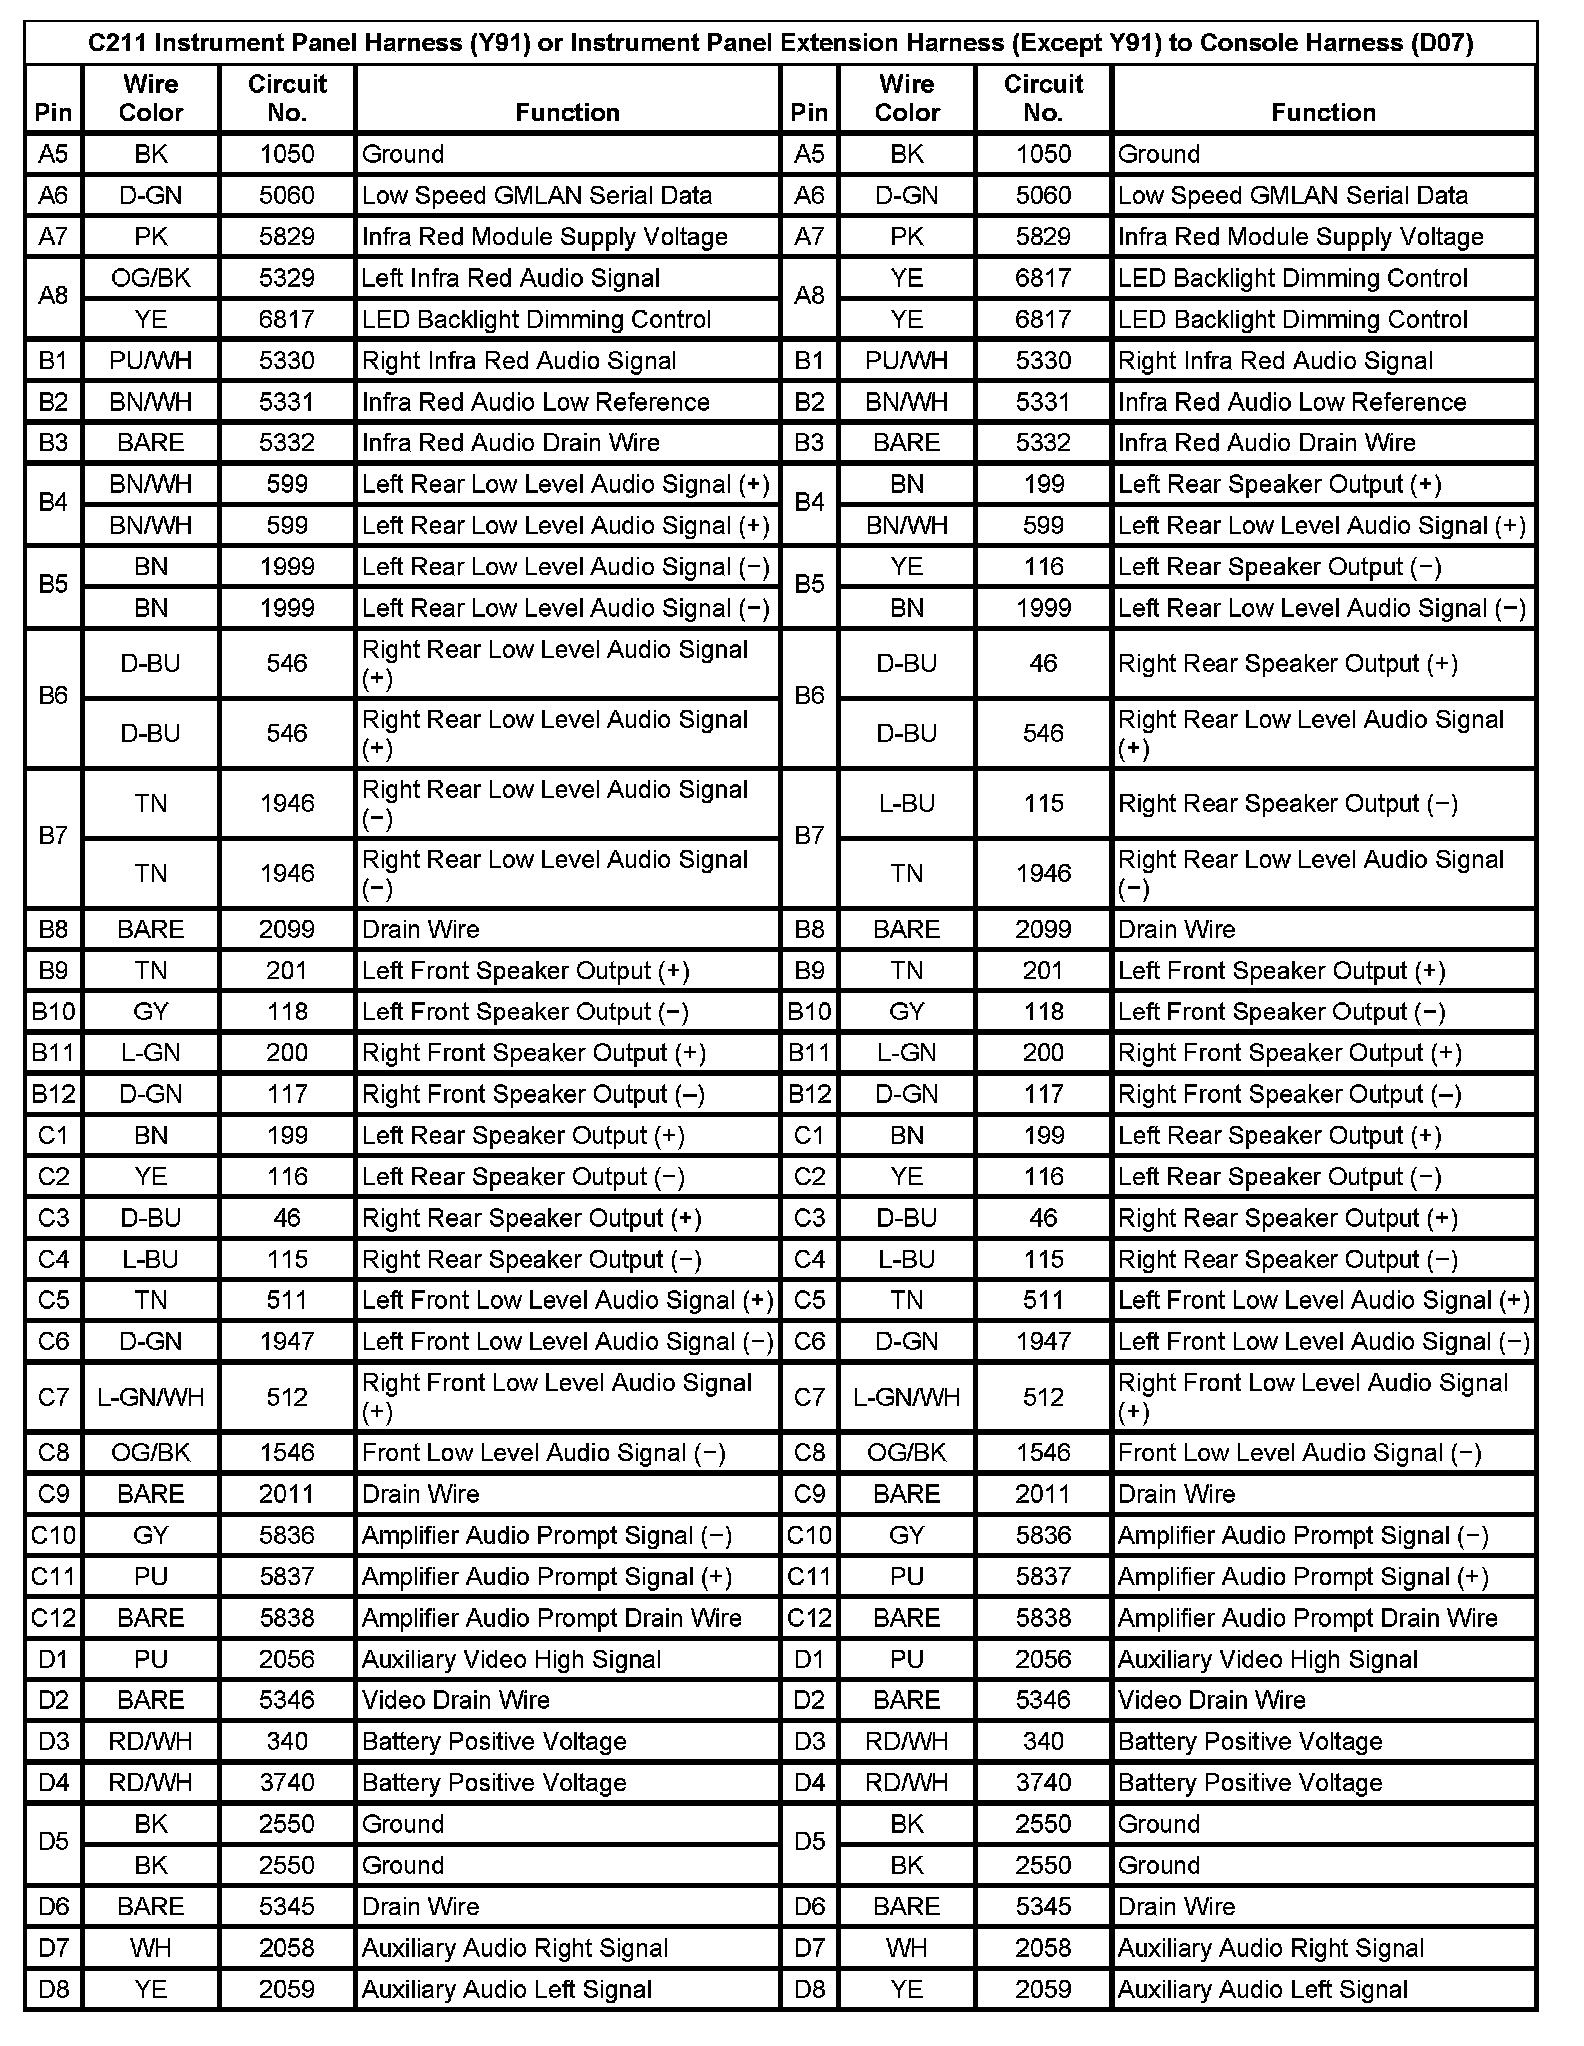 C211 Instrument Panel Harness (Y91) or Instrument Panel Extension Harness (Except Y91) to Console Harness (D07)
Pin Wire Color Circuit No. Function Pin Wire Color Circuit No. Function
A5 BK 1050 Ground A5 BK 1050 Ground
A6 D-GN 5060 Low Speed GMLAN Serial Data A6 D-GN 5060 Low Speed GMLAN Serial Data
A7 PK 5829 Infra Red Module Supply Voltage A7 PK 5829 Infra Red Module Supply Voltage
A8 OG/BK 5329 Left Infra Red Audio Signal A8 YE 6817 LED Backlight Dimming Control
YE 6817 LED Backlight Dimming Control YE 6817 LED Backlight Dimming Control
B1 PU/WH 5330 Right Infra Red Audio Signal B1 PU/WH 5330 Right Infra Red Audio Signal
B2 BN/WH 5331 Infra Red Audio Low Reference B2 BN/WH 5331 Infra Red Audio Low Reference
B3 BARE 5332 Infra Red Audio Drain Wire B3 BARE 5332 Infra Red Audio Drain Wire
B4 BN/WH 599 Left Rear Low Level Audio Signal (+) B4 BN 199 Left Rear Speaker Output (+)
BN/WH 599 Left Rear Low Level Audio Signal (+) BN/WH 599 Left Rear Low Level Audio Signal (+)
B5 BN 1999 Left Rear Low Level Audio Signal (−) B5 YE 116 Left Rear Speaker Output (−)
BN 1999 Left Rear Low Level Audio Signal (−) BN 1999 Left Rear Low Level Audio Signal (−)
B6 D-BU 546 Right Rear Low Level Audio Signal (+) B6 D-BU 46 Right Rear Speaker Output (+)
D-BU 546 Right Rear Low Level Audio Signal (+) D-BU 546 Right Rear Low Level Audio Signal (+)
B7 TN 1946 Right Rear Low Level Audio Signal (−) B7 L-BU 115 Right Rear Speaker Output (−)
TN 1946 Right Rear Low Level Audio Signal (−) TN 1946 Right Rear Low Level Audio Signal (−)
B8 BARE 2099 Drain Wire B8 BARE 2099 Drain Wire
B9 TN 201 Left Front Speaker Output (+) B9 TN 201 Left Front Speaker Output (+)
B10 GY 118 Left Front Speaker Output (−) B10 GY 118 Left Front Speaker Output (−)
B11 L-GN 200 Right Front Speaker Output (+) B11 L-GN 200 Right Front Speaker Output (+)
B12 D-GN 117 Right Front Speaker Output (–) B12 D-GN 117 Right Front Speaker Output (–)
C1 BN 199 Left Rear Speaker Output (+) C1 BN 199 Left Rear Speaker Output (+)
C2 YE 116 Left Rear Speaker Output (−) C2 YE 116 Left Rear Speaker Output (−)
C3 D-BU 46 Right Rear Speaker Output (+) C3 D-BU 46 Right Rear Speaker Output (+)
C4 L-BU 115 Right Rear Speaker Output (−) C4 L-BU 115 Right Rear Speaker Output (−)
C5 TN 511 Left Front Low Level Audio Signal (+) C5 TN 511 Left Front Low Level Audio Signal (+)
C6 D-GN 1947 Left Front Low Level Audio Signal (−) C6 D-GN 1947 Left Front Low Level Audio Signal (−)
C7 L-GN/WH 512 Right Front Low Level Audio Signal (+) C7 L-GN/WH 512 Right Front Low Level Audio Signal (+)
C8 OG/BK 1546 Front Low Level Audio Signal (−) C8 OG/BK 1546 Front Low Level Audio Signal (−)
C9 BARE 2011 Drain Wire C9 BARE 2011 Drain Wire
C10 GY 5836 Amplifier Audio Prompt Signal (−) C10 GY 5836 Amplifier Audio Prompt Signal (−)
C11 PU 5837 Amplifier Audio Prompt Signal (+) C11 PU 5837 Amplifier Audio Prompt Signal (+)
C12 BARE 5838 Amplifier Audio Prompt Drain Wire C12 BARE 5838 Amplifier Audio Prompt Drain Wire
D1 PU 2056 Auxiliary Video High Signal D1 PU 2056 Auxiliary Video High Signal
D2 BARE 5346 Video Drain Wire D2 BARE 5346 Video Drain Wire
D3 RD/WH 340 Battery Positive Voltage D3 RD/WH 340 Battery Positive Voltage
D4 RD/WH 3740 Battery Positive Voltage D4 RD/WH 3740 Battery Positive Voltage
D5 BK 2550 Ground D5 BK 2550 Ground
BK 2550 Ground BK 2550 Ground
D6 BARE 5345 Drain Wire D6 BARE 5345 Drain Wire
D7 WH 2058 Auxiliary Audio Right Signal D7 WH 2058 Auxiliary Audio Right Signal
D8 YE 2059 Auxiliary Audio Left Signal D8 YE 2059 Auxiliary Audio Left Signal